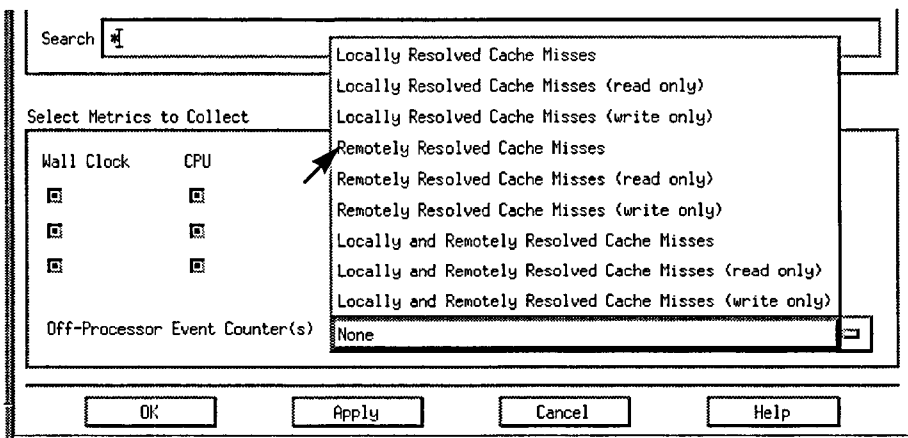 Search *
Locally Resolved Cache Misses
Locally Resolved Cache Misses (read only)
Locally Resolved Cache Misses (write only)
Remotely Resolved Cache Misses
Remotely Resolved Cache Misses (read only)
Remotely Resolved Cache Misses (write only)
Locally and Remotely Resolved Cache Misses
Locally and Remotely Resolved Cache Misses (read only)
Locally and Remotely Resolved Cache Misses (write only)
None
Select Metrics to Collect
Wall Clock CPU
Off-Processor Event Counter(s)
OK Apply Cancel Help